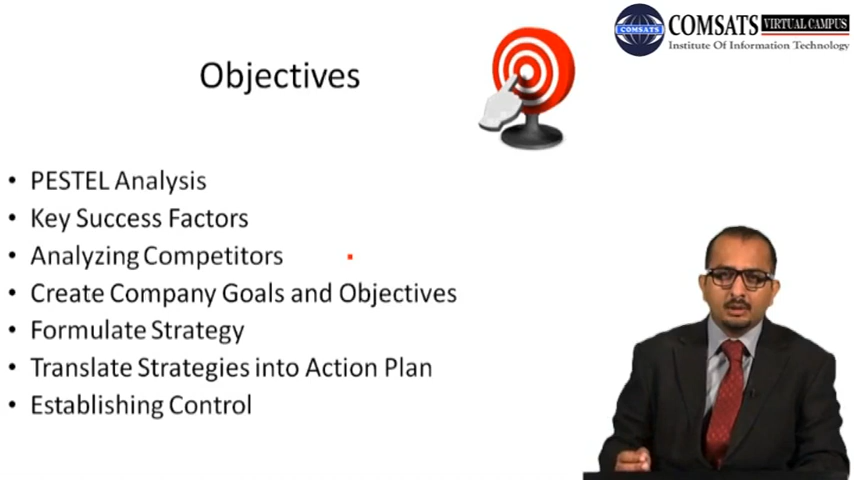 COMSATS VIRTUAL CAMPUS
COMSATS
Institute Of Information Technology
Objectives
• PESTEL Analysis
• Key Success Factors
• Analyzing Competitors
• Create Company Goals and Objectives
• Formulate Strategy
• Translate Strategies into Action Plan
• Establishing Control